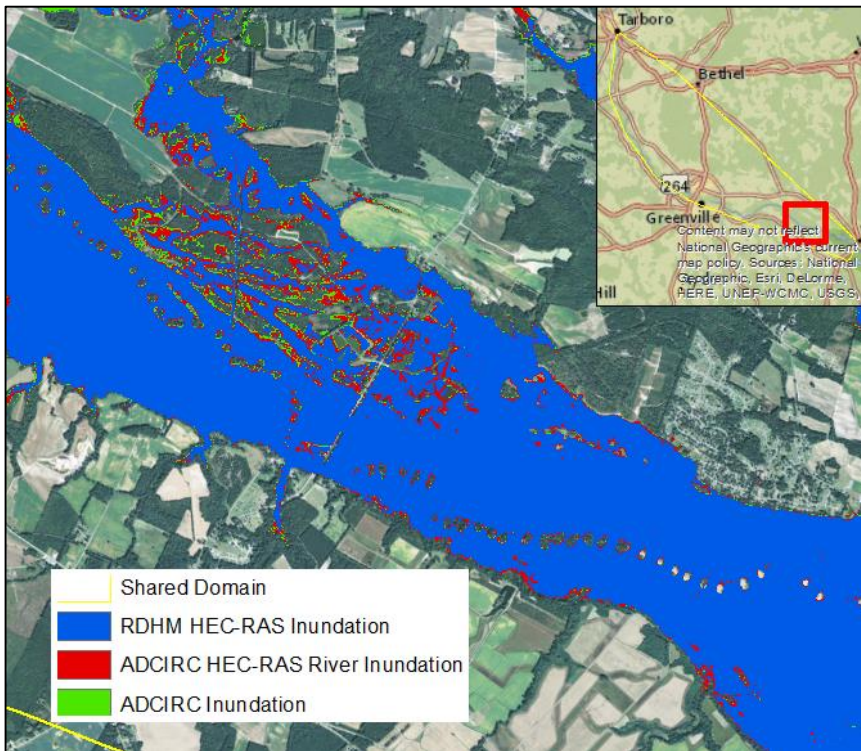 Tarboro
Bethel
264
Greenville
Content may not reflect
National Geographic's current
map policy. Sources: National
Geographic, Esri, DeLorme,
HERE, UNEP-WCMC, USGS,
Hill
Shared Domain
RDHM HEC-RAS Inundation
ADCIRC HEC-RAS River Inundation
ADCIRC Inundation